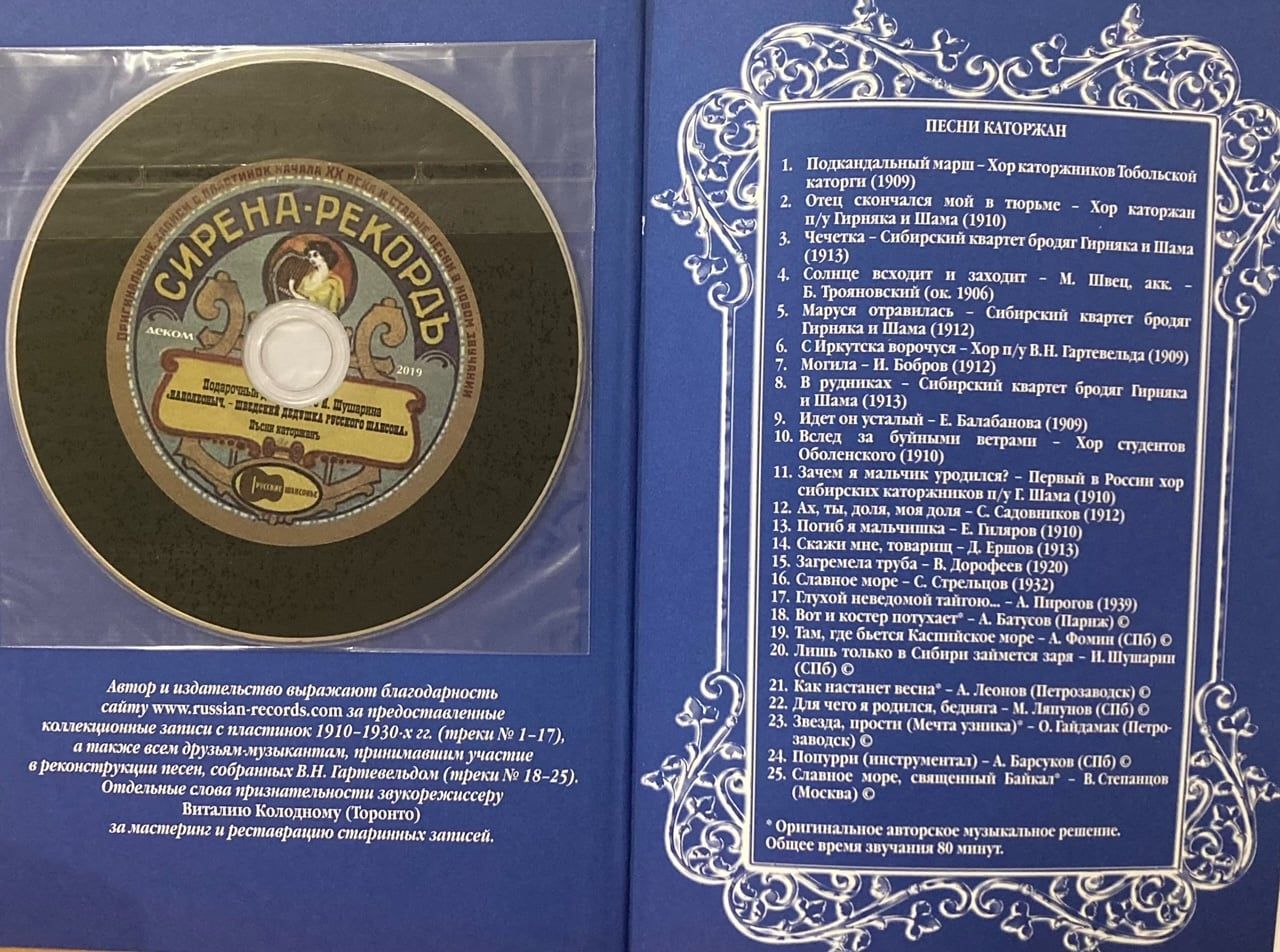 ОРИГИНАЛЬНЫЕ ЗАПИСИ С ПЛАСТИНОК НАЧАЛА XX ВЕКА И СТАРЫЕ ПЕСНИ В НОВОМ ЗВУЧАНИИ
СИРЕНА-РЕКОРДЪ
ДЕКОМ
2019
Подарочный И. Шушарина
«НАПОЛЕОНЫЧ. – ШВЕДСКИЙ ДЕДУШКА РУССКОГО ШАНСОНА»
Пѣсни каторжанъ
РУССКИЕ ШАНСОНЬЕ
Автор и издательство выражают благодарность
сайту www.russian-records.com за предоставленные
коллекционные записи с пластинок 1910–1930-х гг. (треки № 1–17),
а также всем друзьям-музыкантам, принимавшим участие
в реконструкции песен, собранных В.Н. Гартевельдом (треки № 18–25).
Отдельные слова признательности звукорежиссеру
Виталию Колодному (Торонто)
за мастеринг и реставрацию старинных записей.
ПЕСНИ КАТОРЖАН
1. Подкандальный марш – Хор каторжников Тобольской
каторги (1909)
2. Отец скончался мой в тюрьме – Хор каторжан
п/у Гирняка и Шама (1910)
3. Чечетка – Сибирский квартет бродяг Гирняка и Шама
(1913)
4. Солнце всходит и заходит – М. Швец, акк. –
Б. Трояновский (ок. 1906)
5. Маруся отравилась – Сибирский квартет бродяг
Гирняка и Шама (1912)
6. С Иркутска ворочуся – Хор п/у В.Н. Гартевельда (1909)
7. Могила – И. Бобров (1912)
8. В рудниках – Сибирский квартет бродяг Гирняка
и Шама (1913)
9. Идет он усталый – Е. Балабанова (1909)
10. Вслед за буйными ветрами – Хор студентов
Оболенского (1910)
11. Зачем я мальчик уродился? – Первый в России хор
сибирских каторжников п/у Г. Шама (1910)
12. Ах, ты, доля, моя доля – С. Садовников (1912)
13. Погиб я мальчишка – Е. Гиляров (1910)
14. Скажи мне, товарищ – Д. Ершов (1913)
15. Загремела труба – В. Дорофеев (1920)
16. Славное море – С. Стрельцов (1932)
17. Глухой неведомой тайгою... – А. Пирогов (1939)
18. Вот и костер потухает* – А. Батусов (Париж) ©
19. Там, где бьется Каспийское море – А. Фомин (СПб) ©
20. Лишь только в Сибири займется заря – И. Шушарин
(СПб) ©
21. Как настанет весна* – А. Леонов (Петрозаводск) ©
22. Для чего я родился, бедняга – М. Ляпунов (СПб) ©
23. Звезда, прости (Мечта узника)* – О. Гайдамак (Петро-
заводск) ©
24. Попурри (инструментал) – А. Барсуков (СПб) ©
25. Славное море, священный Байкал* – В. Степанцов
(Москва) ©
* Оригинальное авторское музыкальное решение.
Общее время звучания 80 минут.